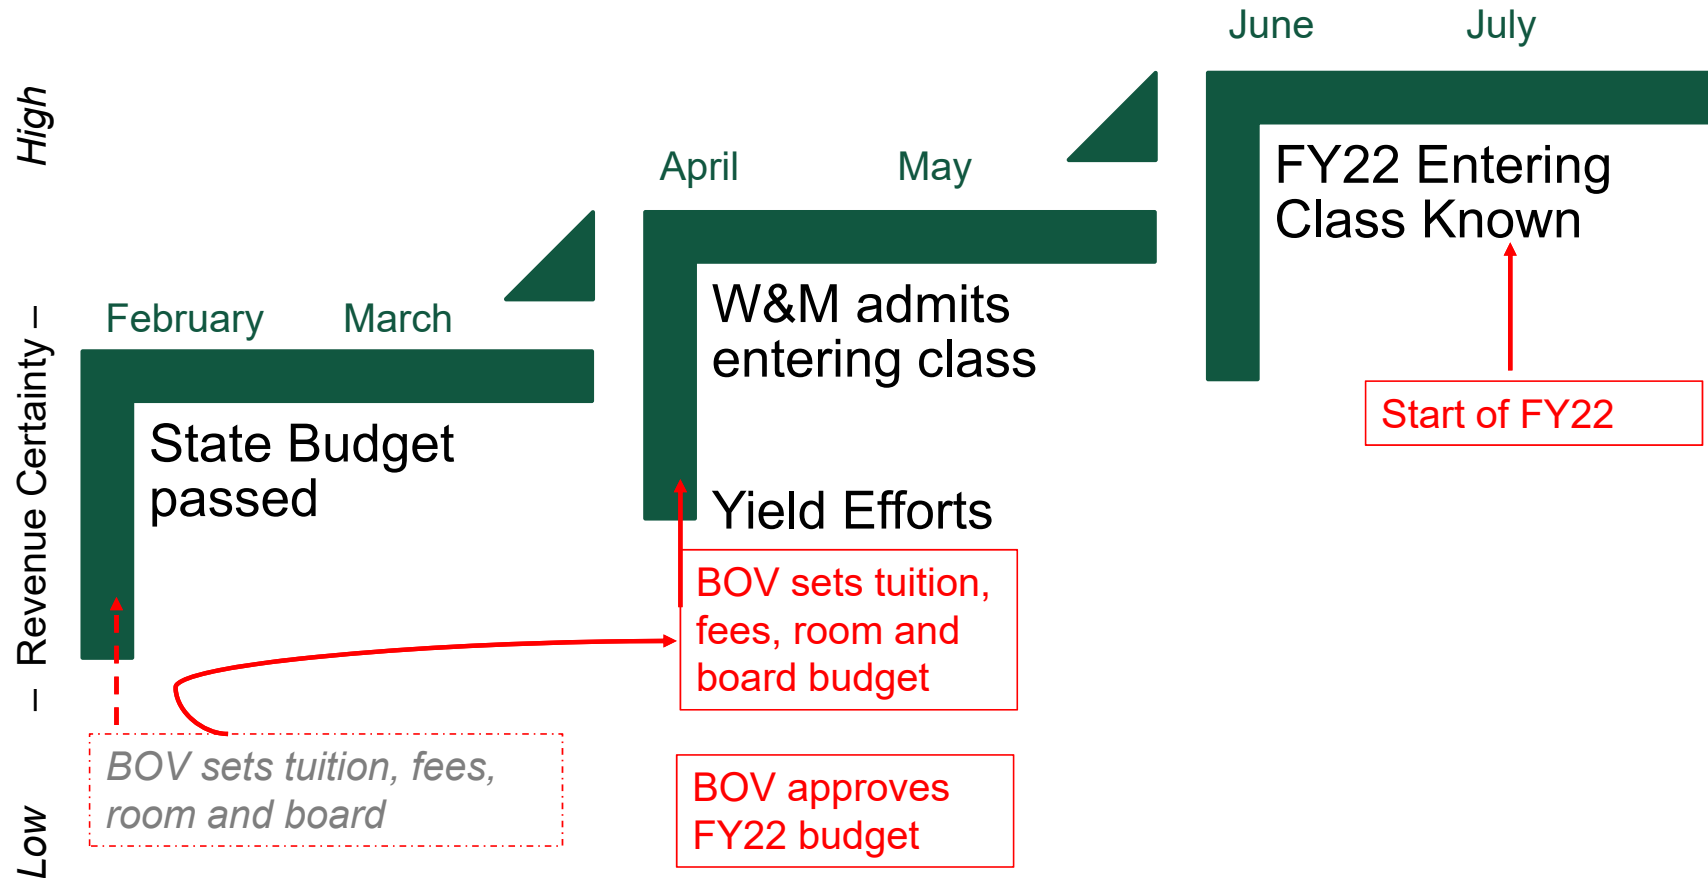 June July
High
April May
FY22 Entering
Class Known
W&M admits
entering class
February March
– Revenue Certainty –
Start of FY22
State Budget
passed
Yield Efforts
BOV sets tuition,
fees, room and
board budget
BOV sets tuition, fees,
room and board
BOV approves
FY22 budget
Low